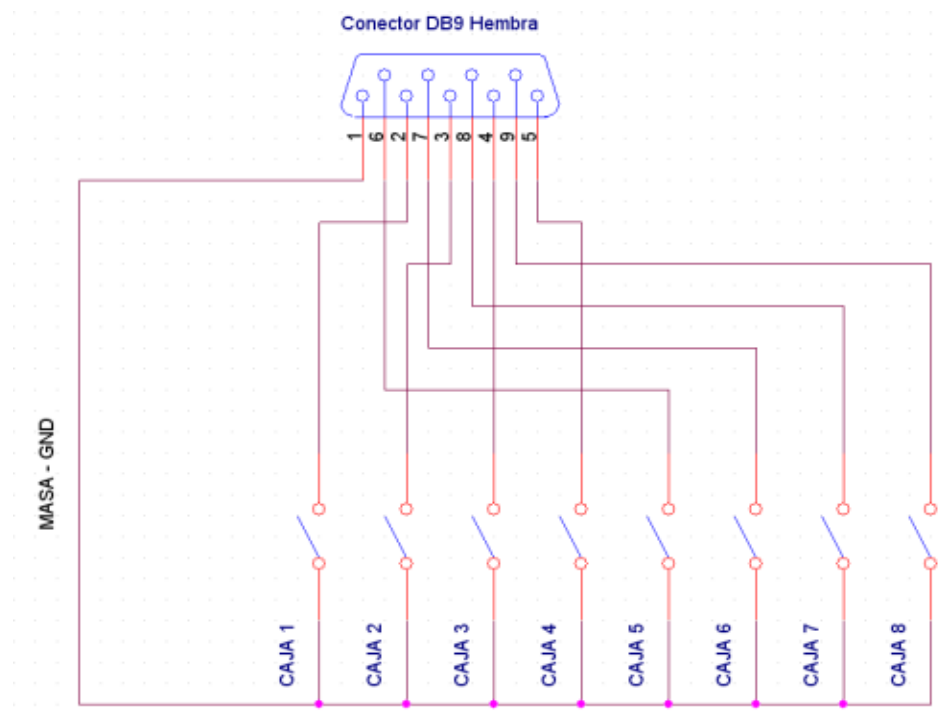 Conector DB9 Hembra
1
6
2
7
3
8
4
9
5
MASA - GND
CAJA 1
CAJA 2
CAJA 3
CAJA 4
CAJA 5
CAJA 6
CAJA 7
CAJA 8